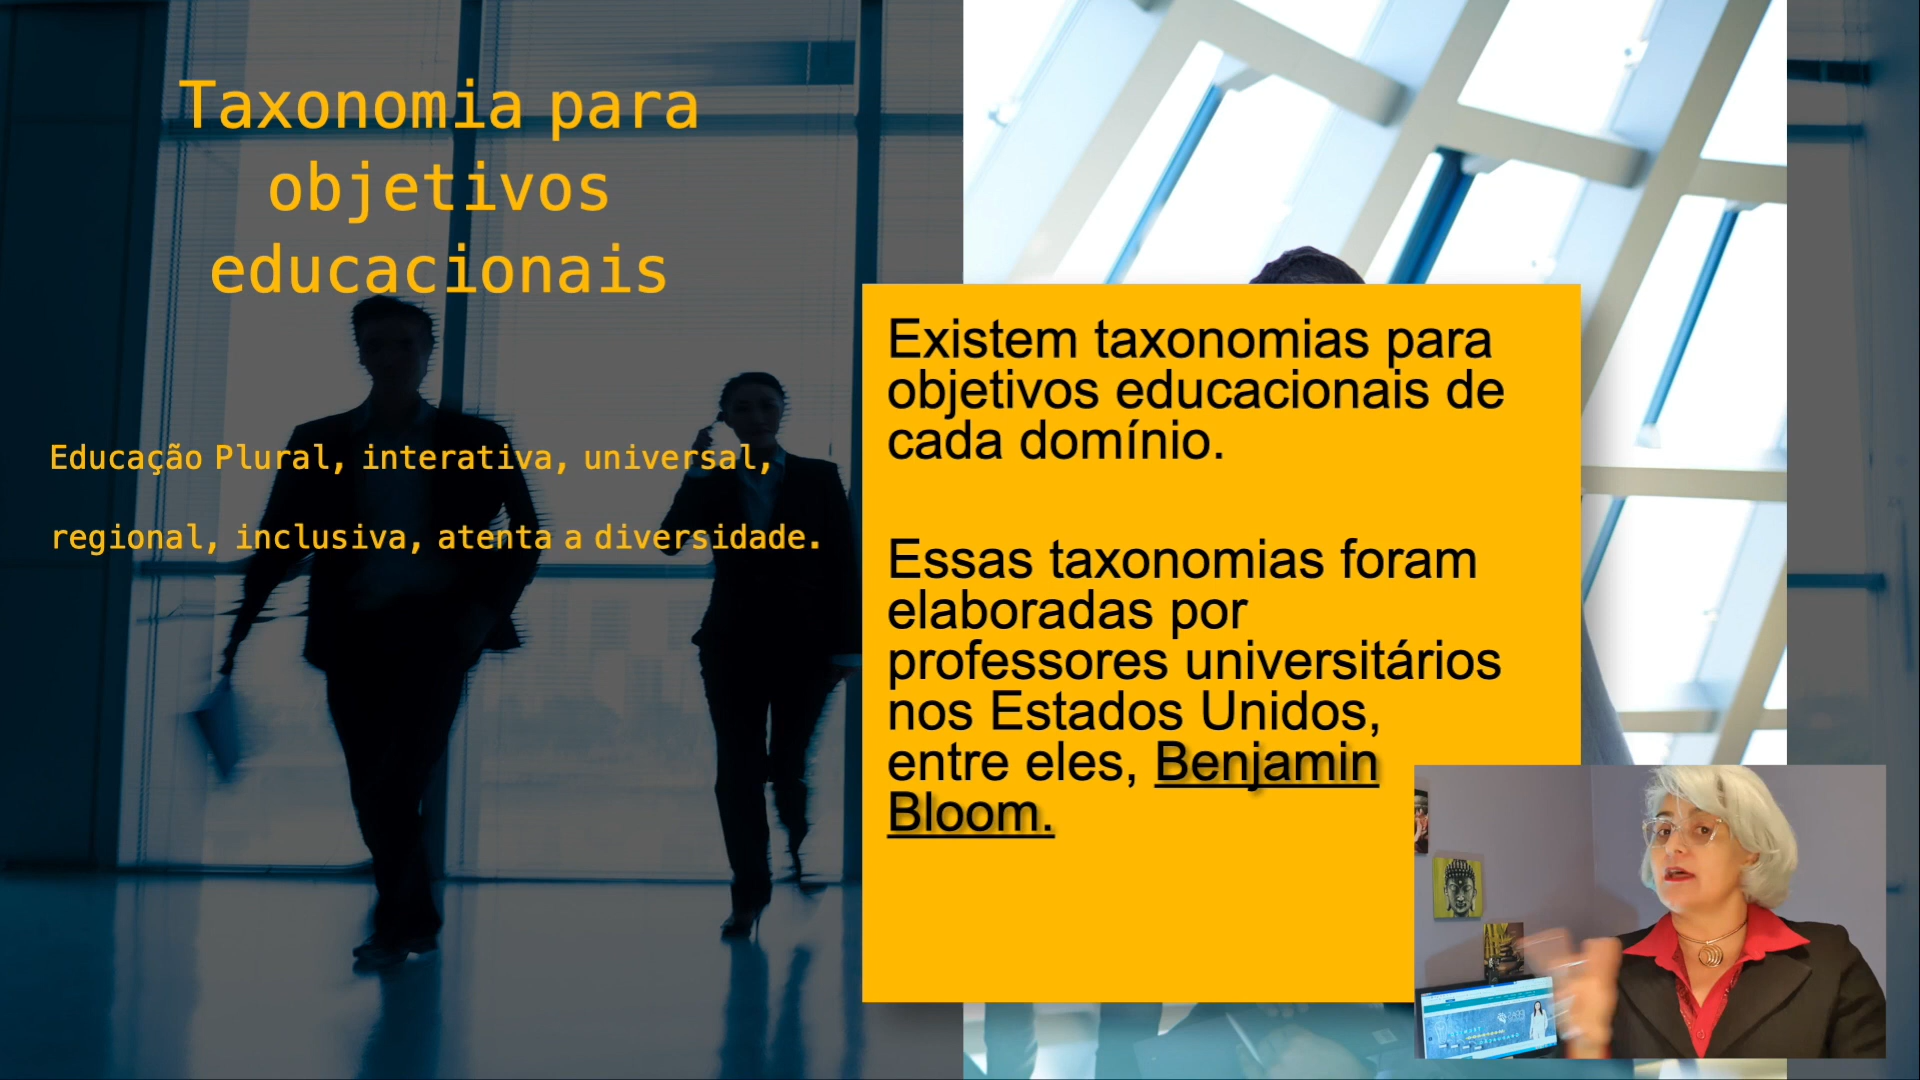 Taxonomia para
objetivos
educacionais
Educação Plural, interativa, universal,
regional, inclusiva, atenta a diversidade.
Existem taxonomias para
objetivos educacionais de
cada domínio.
Essas taxonomias foram
elaboradas por
professores universitários
nos Estados Unidos,
entre eles, Benjamin
Bloom.